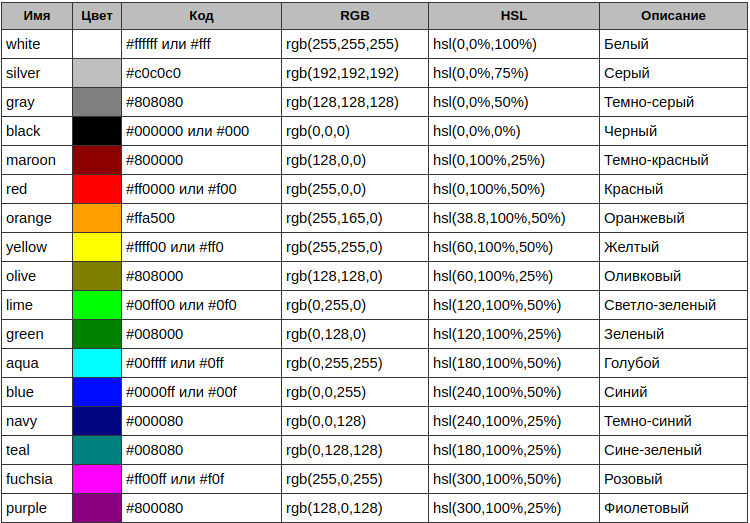 Имя Цвет Код RGB HSL Описание
white #ffffff или #fff rgb(255,255,255) hsl(0,0%,100%) Белый
silver #c0c0c0 rgb(192,192,192) hsl(0,0%,75%) Серый
gray #808080 rgb(128,128,128) hsl(0,0%,50%) Темно-серый
black #000000 или #000 rgb(0,0,0) hsl(0,0%,0%) Черный
maroon #800000 rgb(128,0,0) hsl(0,100%,25%) Темно-красный
red #ff0000 или #f00 rgb(255,0,0) hsl(0,100%,50%) Красный
orange #ffa500 rgb(255,165,0) hsl(38.8,100%,50%) Оранжевый
yellow #ffff00 или #ff0 rgb(255,255,0) hsl(60,100%,50%) Желтый
olive #808000 rgb(128,128,0) hsl(60,100%,25%) Оливковый
lime #00ff00 или #0f0 rgb(0,255,0) hsl(120,100%,50%) Светло-зеленый
green #008000 rgb(0,128,0) hsl(120,100%,25%) Зеленый
aqua #00ffff или #0ff rgb(0,255,255) hsl(180,100%,50%) Голубой
blue #0000ff или #00f rgb(0,0,255) hsl(240,100%,50%) Синий
navy #000080 rgb(0,0,128) hsl(240,100%,25%) Темно-синий
teal #008080 rgb(0,128,128) hsl(180,100%,25%) Сине-зеленый
fuchsia #ff00ff или #f0f rgb(255,0,255) hsl(300,100%,50%) Розовый
purple #800080 rgb(128,0,128) hsl(300,100%,25%) Фиолетовый